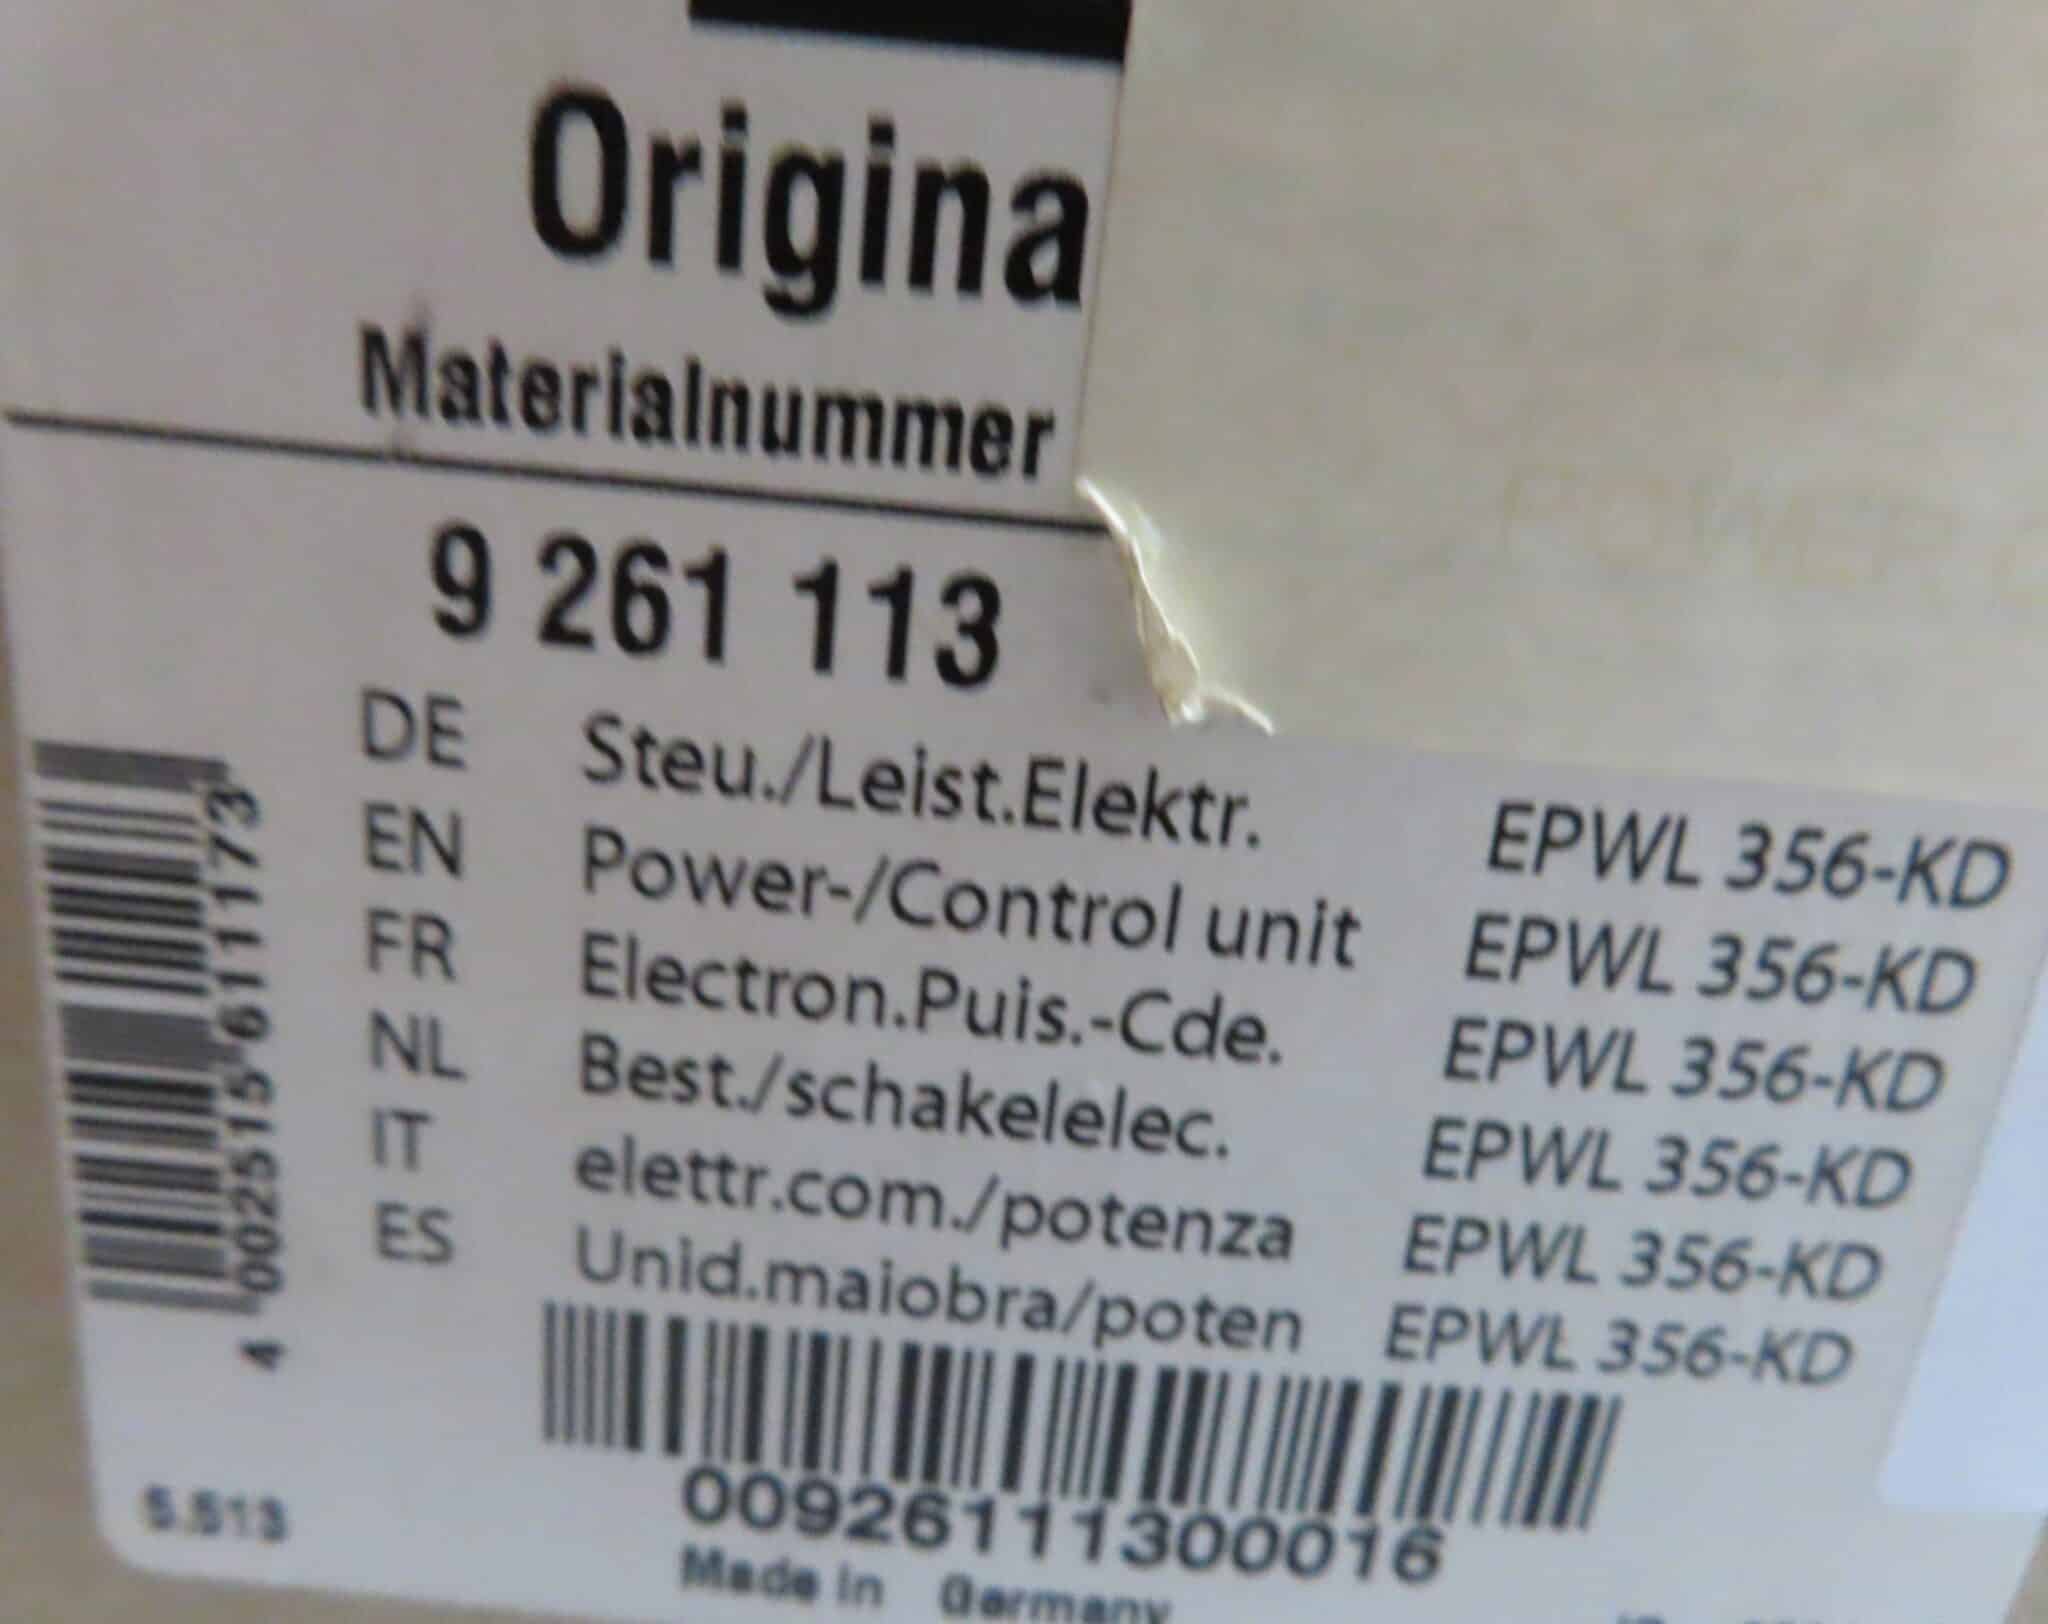 Origina
Materialnummer
9 261 113
DE Steu./Leist.Elektr. EPWL 356-KD
EN Power-/Control unit EPWL 356-KD
FR Electron.Puis.-Cde. EPWL 356-KD
NL Best./schakelelec. EPWL 356-KD
IT elettr.com./potenza EPWL 356-KD
ES Unid.maiobra/poten EPWL 356-KD
4 002515 611173
00926111300016
5.513
Made in Germany
POWER